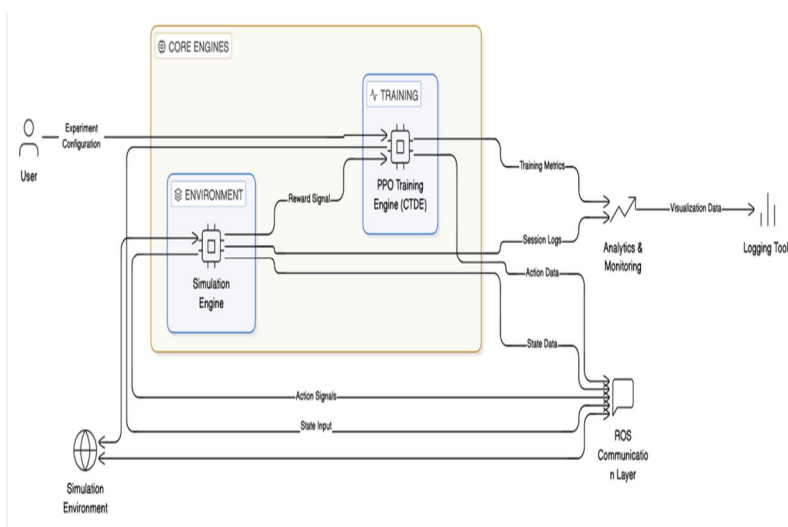 CORE ENGINES
TRAINING
Experiment
Configuration
User
PPO Training
Engine (CTDE)
Training Metrics
ENVIRONMENT
Reward Signal
Visualization Data
Session Logs
Analytics &
Monitoring
Logging Tool
Simulation
Engine
Action Data
State Data
Action Signals
State Input
ROS
Communicatio
n Layer
Simulation
Environment